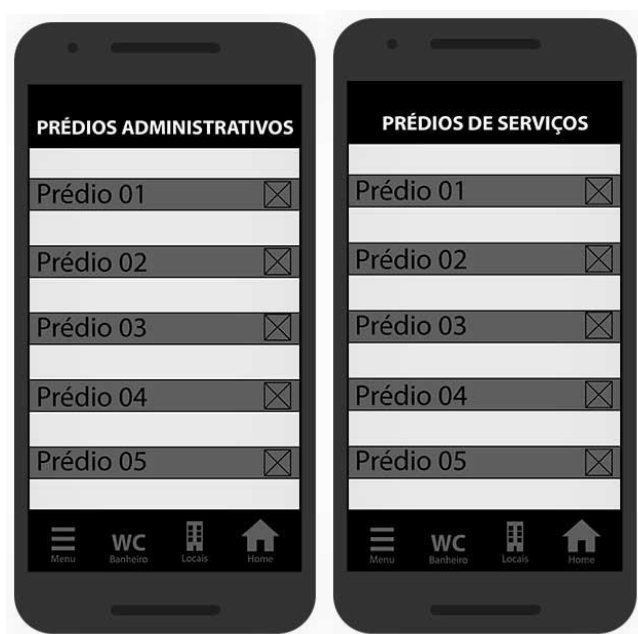 PRÉDIOS ADMINISTRATIVOS
Prédio 01
Prédio 02
Prédio 03
Prédio 04
Prédio 05
Menu
WC
Banheiro
Locais
Home
PRÉDIOS DE SERVIÇOS
Prédio 01
Prédio 02
Prédio 03
Prédio 04
Prédio 05
Menu
WC
Banheiro
Locais
Home